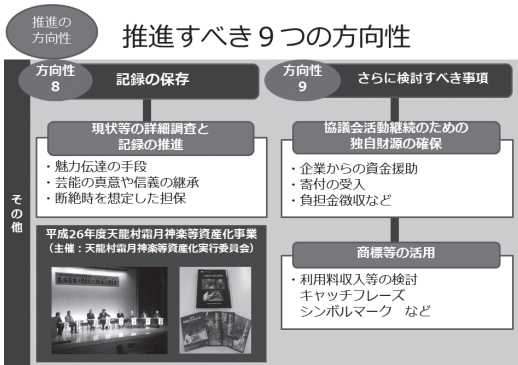 推進の
方向性
推進すべき９つの方向性
方向性
8
記録の保存
方向性
9
さらに検討すべき事項
その他
現状等の詳細調査と
記録の推進
・魅力伝達の手段
・芸能の真意や信義の継承
・断絶時を想定した担保
平成26年度天龍村霜月神楽等資産化事業
（主催：天龍村霜月神楽等資産化実行委員会）
協議会活動継続のための
独自財源の確保
・企業からの資金援助
・寄付の受入
・負担金徴収など
商標等の活用
・利用料収入等の検討
キャッチフレーズ
シンボルマーク　など